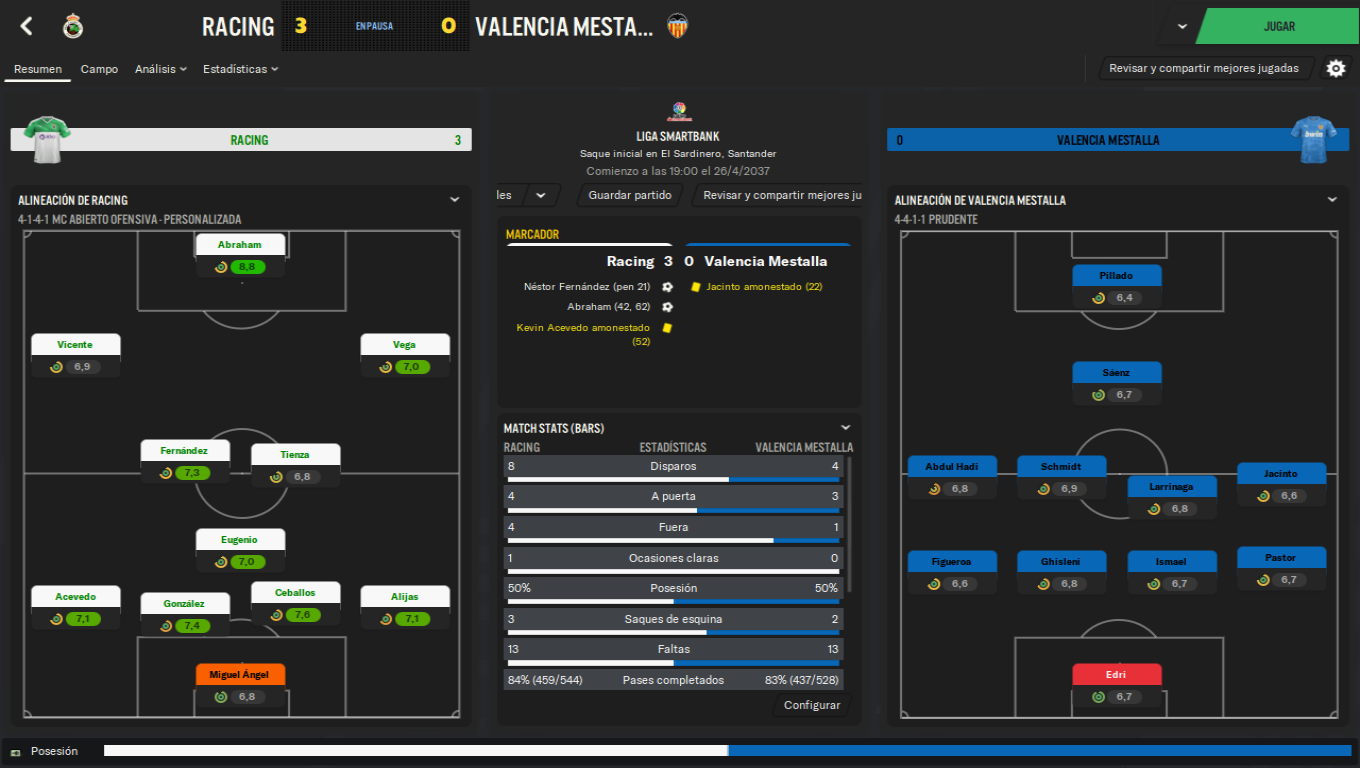 RACING 3 EN PAUSA 0 VALENCIA MESTA...
JUGAR
Resumen Campo Análisis Estadísticas
Revisar y compartir mejores jugadas
RACING 3
LIGA SMARTBANK
Saque inicial en El Sardinero, Santander
Comienzo a las 19:00 el 26/4/2037
les Guardar partido Revisar y compartir mejores ju
0 VALENCIA MESTALLA
bwin
ALINEACIÓN DE RACING
4-1-4-1 MC ABIERTO OFENSIVA - PERSONALIZADA
Abraham
8,8
Vicente
6,9
Vega
7,0
Fernández
7,3
Tienza
6,8
Eugenio
7,0
Acevedo
7,1
González
7,4
Ceballos
7,6
Alijas
7,1
Miguel Ángel
6,8
MARCADOR
Racing 3 0 Valencia Mestalla
Néstor Fernández (pen 21)
Jacinto amonestado (22)
Abraham (42, 62)
Kevin Acevedo amonestado
(52)
MATCH STATS (BARS)
RACING ESTADÍSTICAS VALENCIA MESTALLA
8 Disparos 4
4 A puerta 3
4 Fuera 1
1 Ocasiones claras 0
50% Posesión 50%
3 Saques de esquina 2
13 Faltas 13
84% (459/544) Pases completados 83% (437/528)
Configurar
ALINEACIÓN DE VALENCIA MESTALLA
4-4-1-1 PRUDENTE
Pillado
6,4
Sáenz
6,7
Abdul Hadi
6,8
Schmidt
6,9
Larrinaga
6,8
Jacinto
6,6
Figueroa
6,6
Ghisleni
6,8
Ismael
6,7
Pastor
6,7
Edri
6,7
Posesión